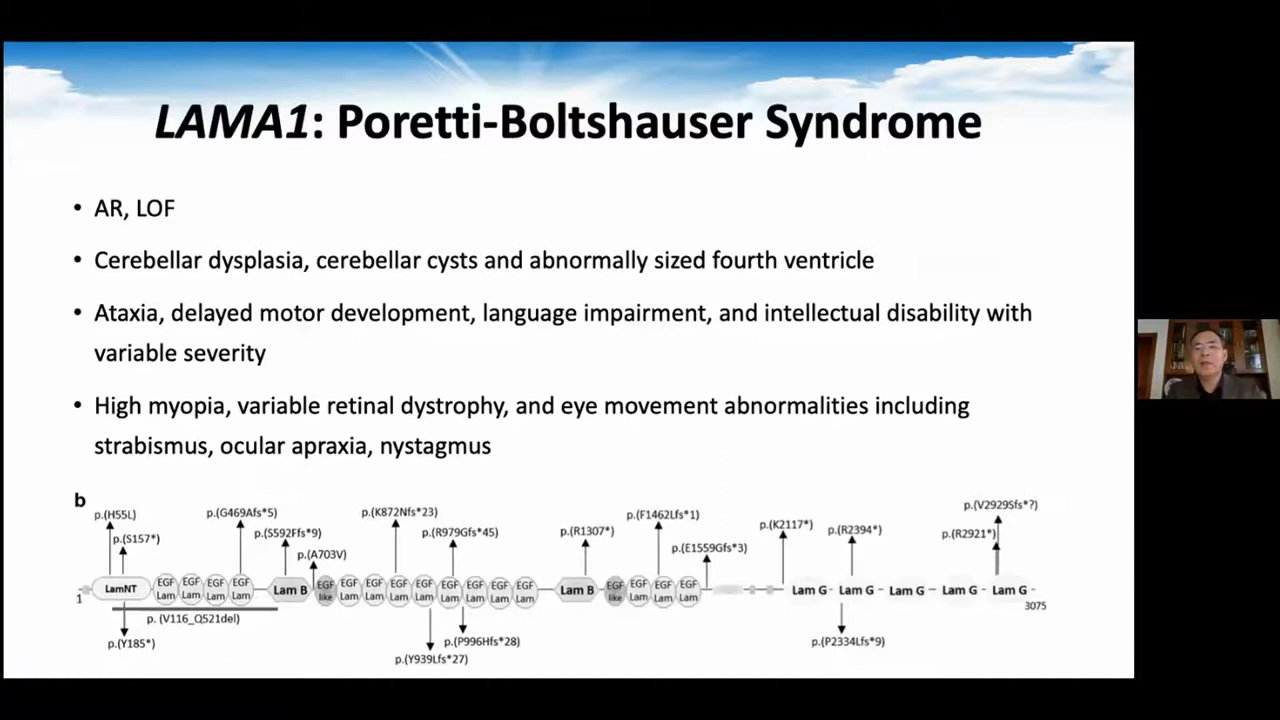 LAMA1: Poretti-Boltshauser Syndrome
• AR, LOF
• Cerebellar dysplasia, cerebellar cysts and abnormally sized fourth ventricle
• Ataxia, delayed motor development, language impairment, and intellectual disability with
variable severity
• High myopia, variable retinal dystrophy, and eye movement abnormalities including
strabismus, ocular apraxia, nystagmus
b
p.(H55L)
p.(S157*)
p.(G469Afs*5)
p.(S592Ffs*9)
p.(A703V)
p.(K872Nfs*23)
p.(R979Gfs*45)
p.(R1307*)
p.(F1462Lfs*1)
p.(E1559Gfs*3)
p.(K2117*)
p.(R2394*)
p.(R2921*)
p.(V2929Sfs*?)
1
LamNT
EGF Lam
EGF Lam
EGF Lam
EGF Lam
Lam B
EGF like
EGF Lam
EGF Lam
EGF Lam
EGF Lam
EGF Lam
EGF Lam
EGF Lam
EGF Lam
Lam B
EGF like
EGF Lam
EGF Lam
EGF Lam
Lam G
Lam G
Lam G
Lam G
Lam G
3075
p. (V116_Q521del)
p.(Y185*)
p.(Y939Lfs*27)
p.(P996Hfs*28)
p.(P2334Lfs*9)